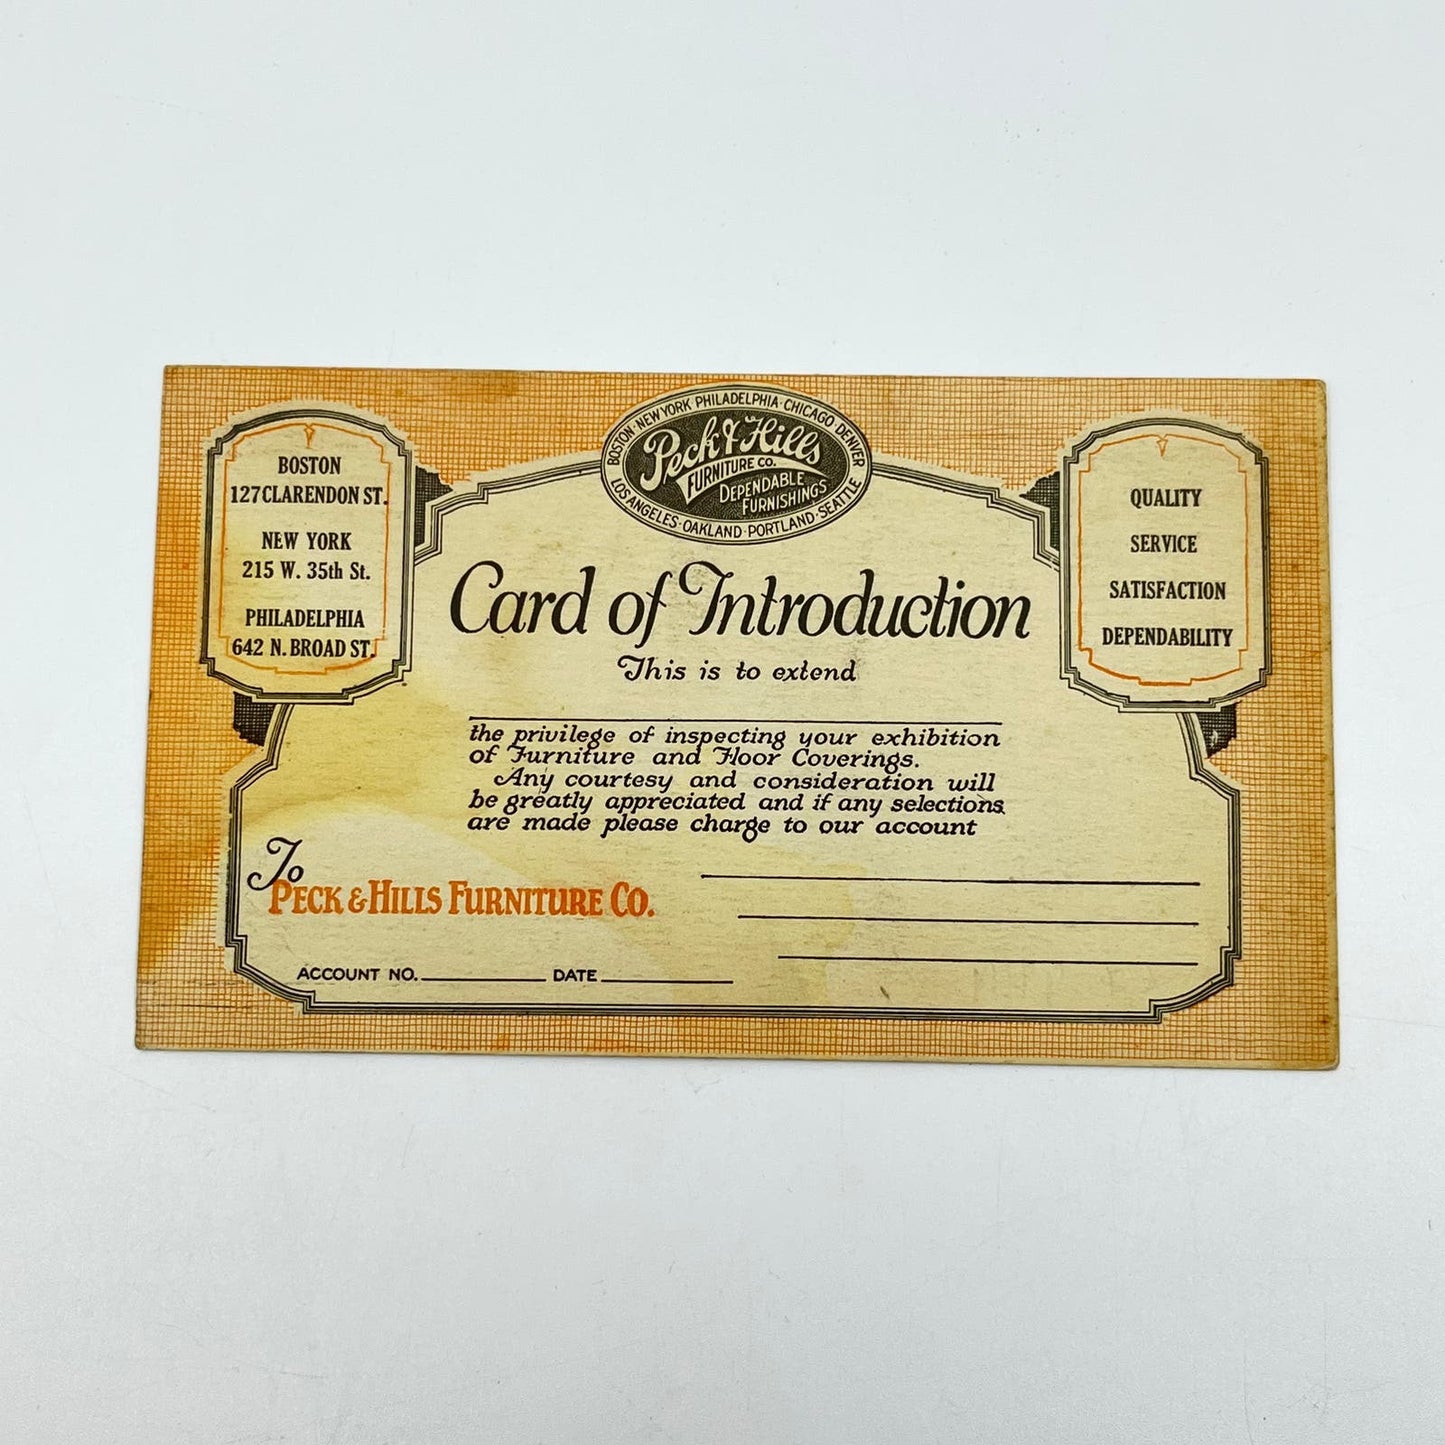 BOSTON · NEW YORK · PHILADELPHIA · CHICAGO · DENVER
Peck & Hills
FURNITURE CO.
DEPENDABLE
FURNISHINGS
LOS ANGELES · OAKLAND · PORTLAND · SEATTLE
BOSTON
127 CLARENDON ST.
NEW YORK
215 W. 35th St.
PHILADELPHIA
642 N. BROAD ST.
QUALITY
SERVICE
SATISFACTION
DEPENDABILITY
Card of Introduction
This is to extend
the privilege of inspecting your exhibition
of Furniture and Floor Coverings.
Any courtesy and consideration will
be greatly appreciated and if any selections
are made please charge to our account
To
PECK & HILLS FURNITURE CO.
ACCOUNT NO. DATE